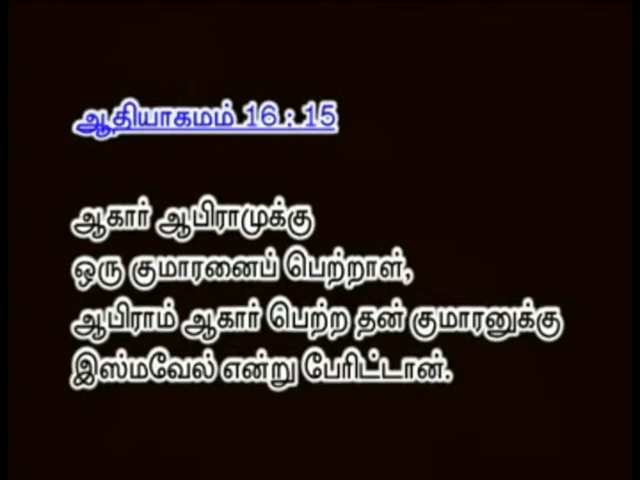 ஆதியாகமம் 16 : 15
ஆகார் ஆபிராமுக்கு
ஒரு குமாரனைப் பெற்றாள்,
ஆபிராம் ஆகார் பெற்ற தன் குமாரனுக்கு
இஸ்மவேல் என்று பேரிட்டான்.